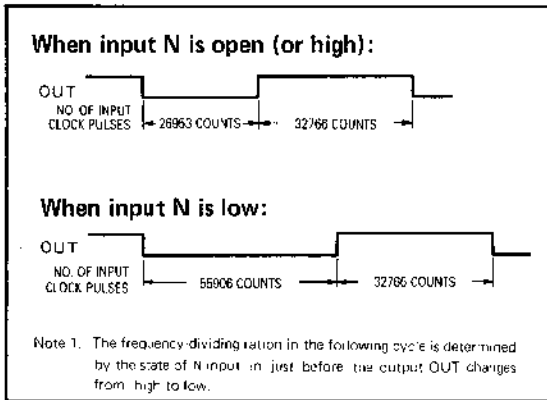 When input N is open (or high):
OUT
NO. OF INPUT
CLOCK PULSES
26963 COUNTS
32766 COUNTS
When input N is low:
OUT
NO. OF INPUT
CLOCK PULSES
55906 COUNTS
32766 COUNTS
Note 1. The frequency-dividing ration in the following cycle is determined
by the state of N input in just before the output OUT changes
from high to low.